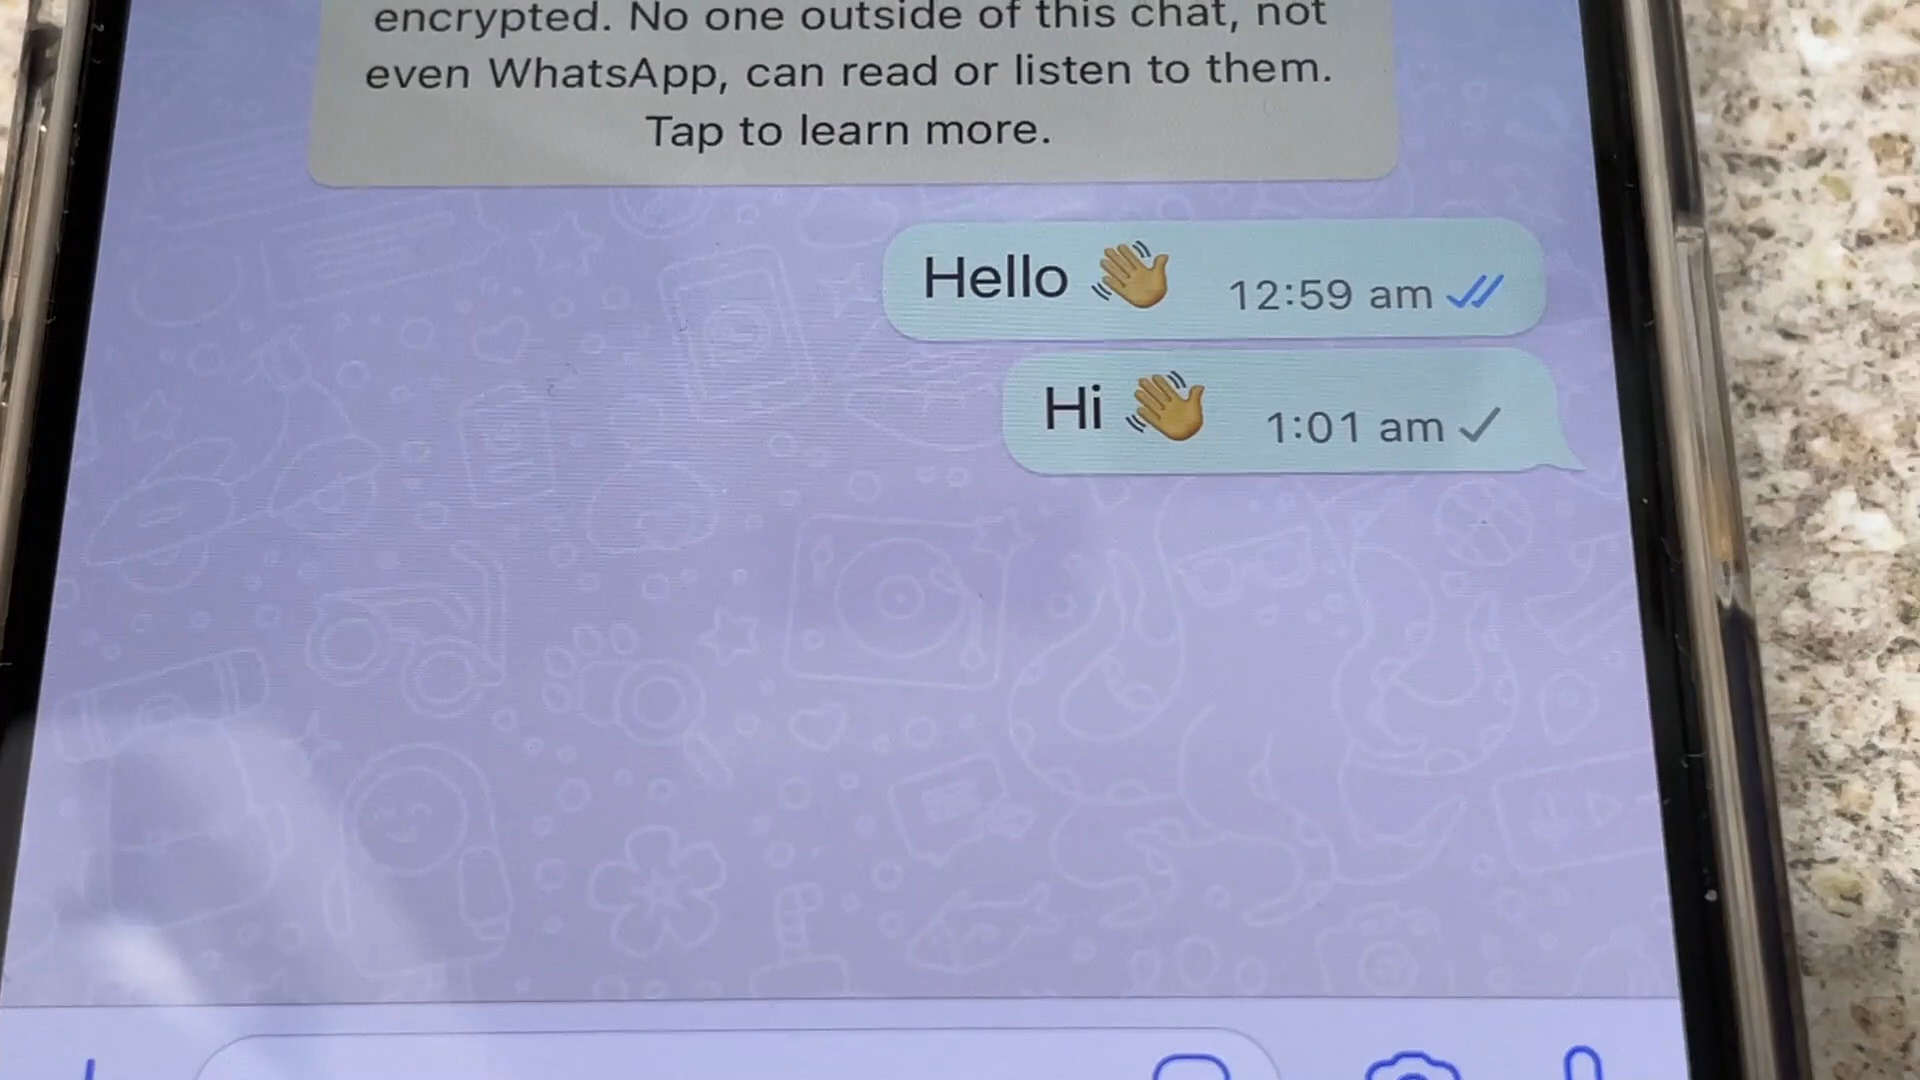 encrypted. No one outside of this chat, not
even WhatsApp, can read or listen to them.
Tap to learn more.
Hello 👋 12:59 am
Hi 👋 1:01 am